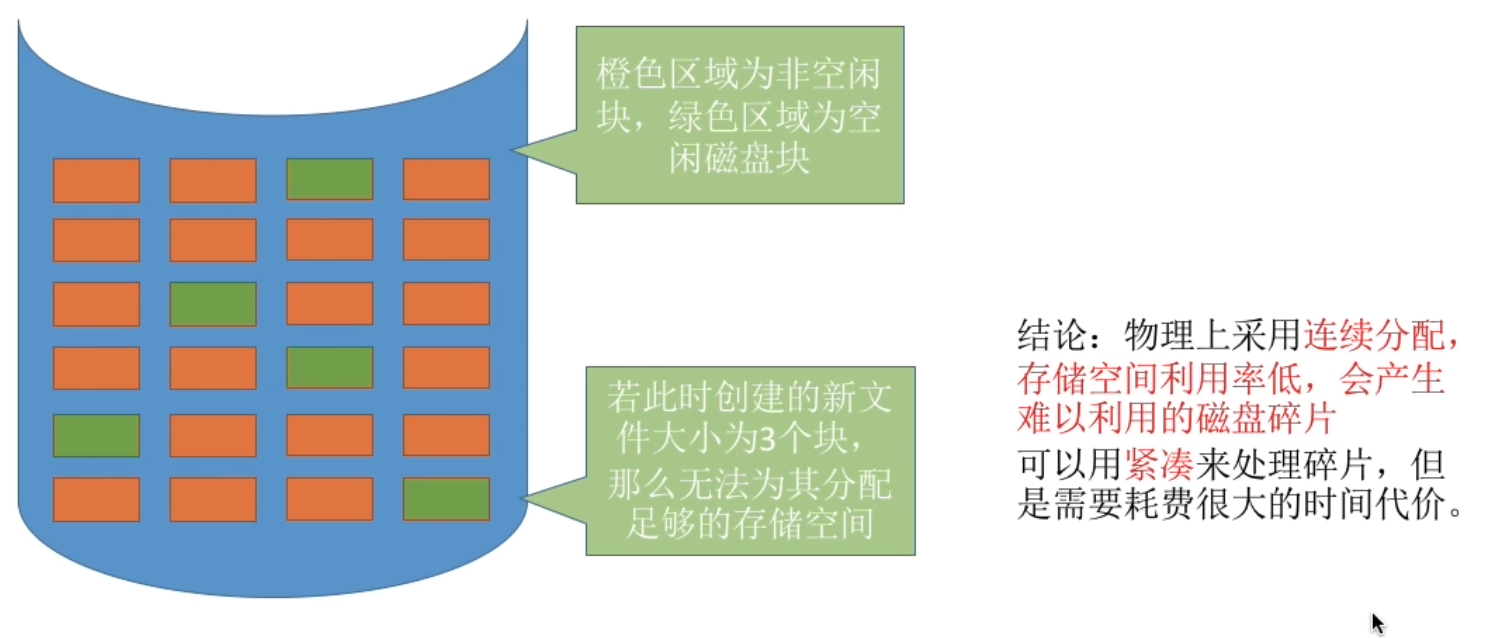 橙色区域为非空闲
块，绿色区域为空
闲磁盘块
若此时创建的新文
件大小为3个块，
那么无法为其分配
足够的存储空间
结论：物理上采用连续分配，
存储空间利用率低，会产生
难以利用的磁盘碎片
可以用紧凑来处理碎片，但
是需要耗费很大的时间代价。